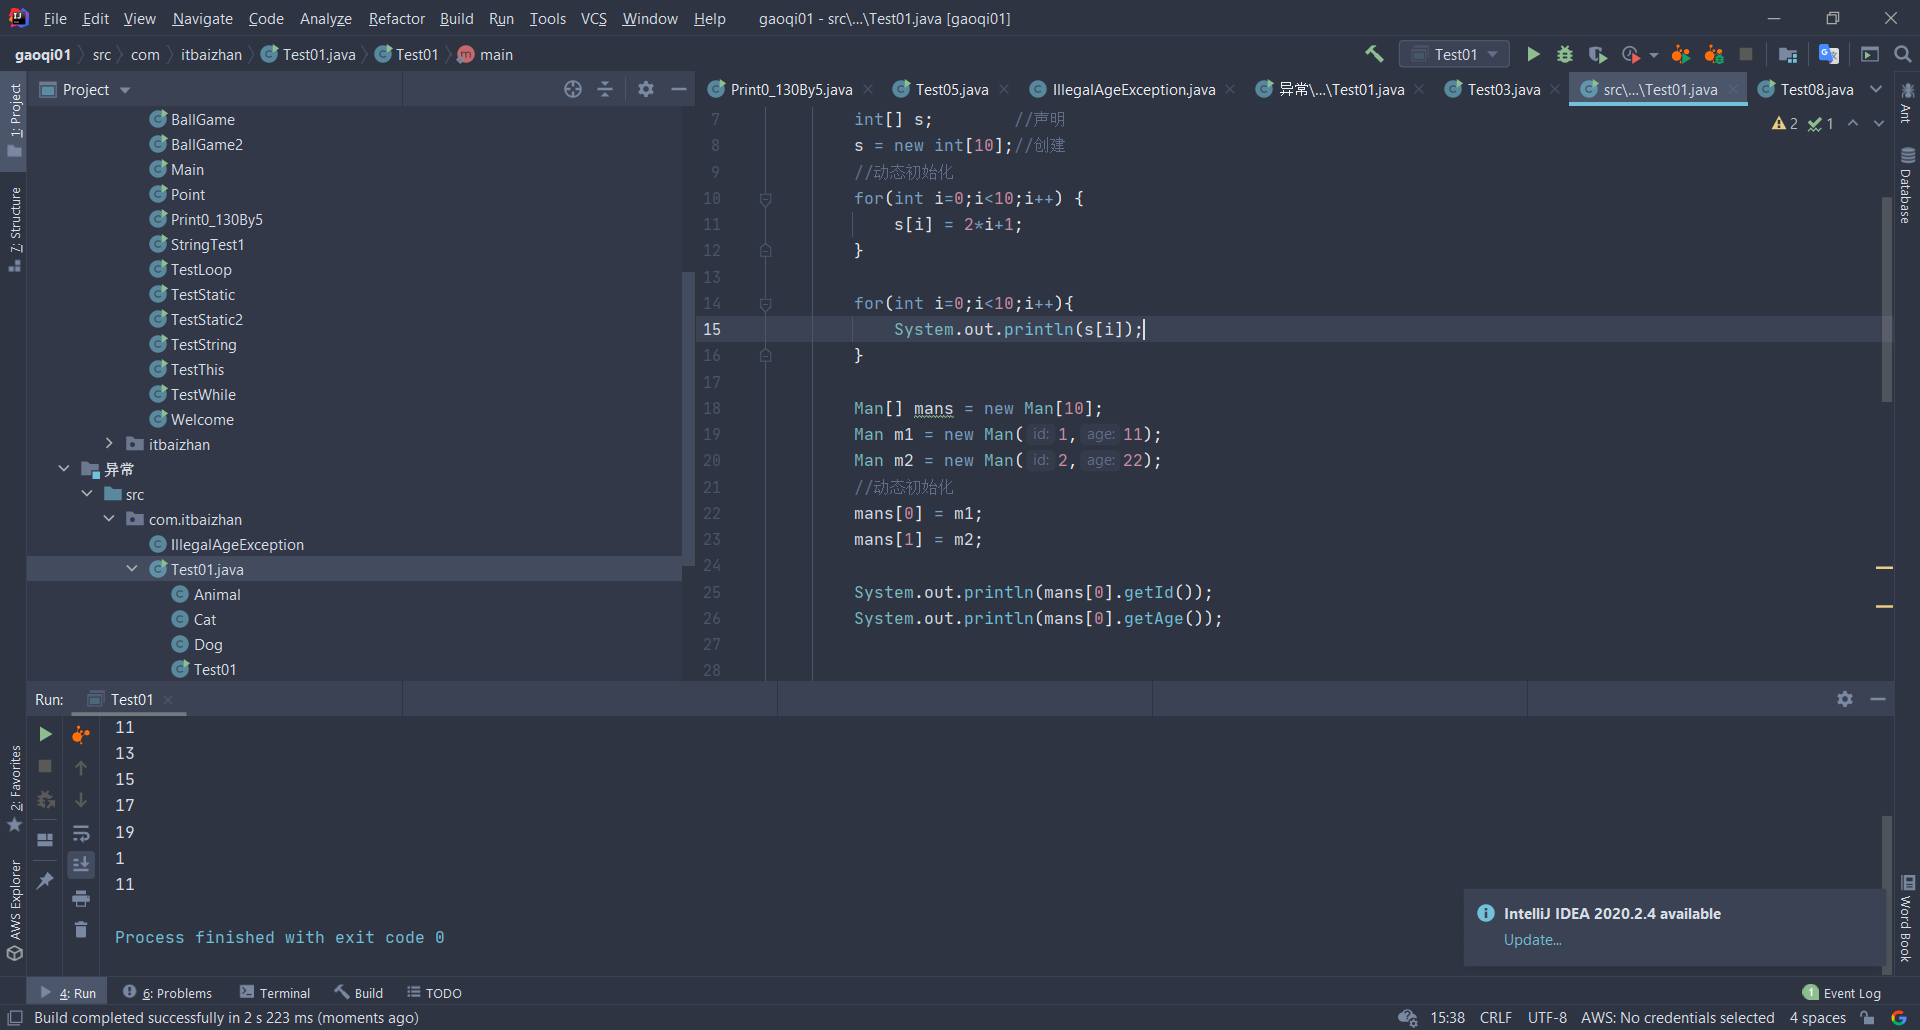 File Edit View Navigate Code Analyze Refactor Build Run Tools VCS Window Help gaoqi01 - src\...\Test01.java [gaoqi01]
gaoqi01 src com itbaizhan Test01.java Test01 main Test01
Project
Print0_130By5.java Test05.java IllegalAgeException.java 异常\...\Test01.java Test03.java src\...\Test01.java Test08.java
1: Project
7: Structure
2: Favorites
AWS Explorer
BallGame
BallGame2
Main
Point
Print0_130By5
StringTest1
TestLoop
TestStatic
TestStatic2
TestString
TestThis
TestWhile
Welcome
itbaizhan
异常
src
com.itbaizhan
IllegalAgeException
Test01.java
Animal
Cat
Dog
Test01
2 1
7 int[] s; //声明
8 s = new int[10];//创建
9 //动态初始化
10 for(int i=0;i<10;i++) {
11 s[i] = 2*i+1;
12 }
13
14 for(int i=0;i<10;i++){
15 System.out.println(s[i]);
16 }
17
18 Man[] mans = new Man[10];
19 Man m1 = new Man( id: 1, age: 11);
20 Man m2 = new Man( id: 2, age: 22);
21 //动态初始化
22 mans[0] = m1;
23 mans[1] = m2;
24
25 System.out.println(mans[0].getId());
26 System.out.println(mans[0].getAge());
27
28
Ant
Database
Word Book
Run: Test01
11
13
15
17
19
1
11
Process finished with exit code 0
IntelliJ IDEA 2020.2.4 available
Update...
4: Run 6: Problems Terminal Build TODO 1 Event Log
Build completed successfully in 2 s 223 ms (moments ago) 15:38 CRLF UTF-8 AWS: No credentials selected 4 spaces